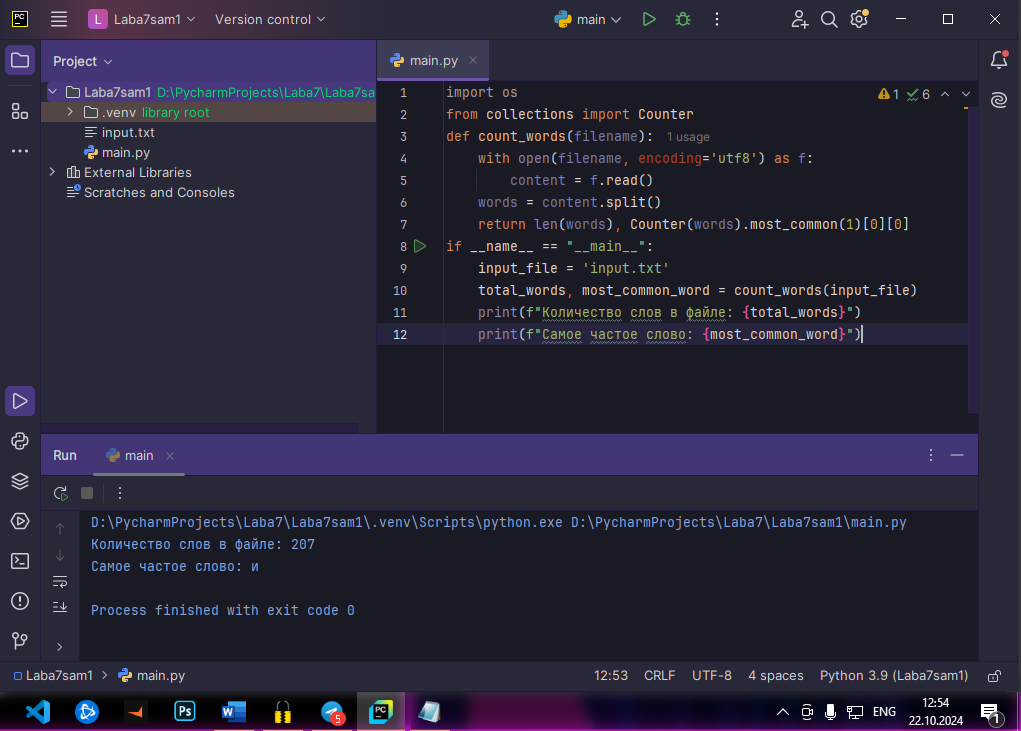 PC
L Laba7sam1 Version control main
Project
main.py
Laba7sam1 D:\PycharmProjects\Laba7\Laba7sa
.venv library root
input.txt
main.py
External Libraries
Scratches and Consoles
1 6
1 import os
2 from collections import Counter
3 def count_words(filename): 1 usage
4 with open(filename, encoding='utf8') as f:
5 content = f.read()
6 words = content.split()
7 return len(words), Counter(words).most_common(1)[0][0]
8 if __name__ == "__main__":
9 input_file = 'input.txt'
10 total_words, most_common_word = count_words(input_file)
11 print(f"Количество слов в файле: {total_words}")
12 print(f"Самое частое слово: {most_common_word}")
Run main
D:\PycharmProjects\Laba7\Laba7sam1\.venv\Scripts\python.exe D:\PycharmProjects\Laba7\Laba7sam1\main.py
Количество слов в файле: 207
Самое частое слово: и
Process finished with exit code 0
Laba7sam1 > main.py 12:53 CRLF UTF-8 4 spaces Python 3.9 (Laba7sam1)
Ps W 5 PC ENG 12:54
22.10.2024
1